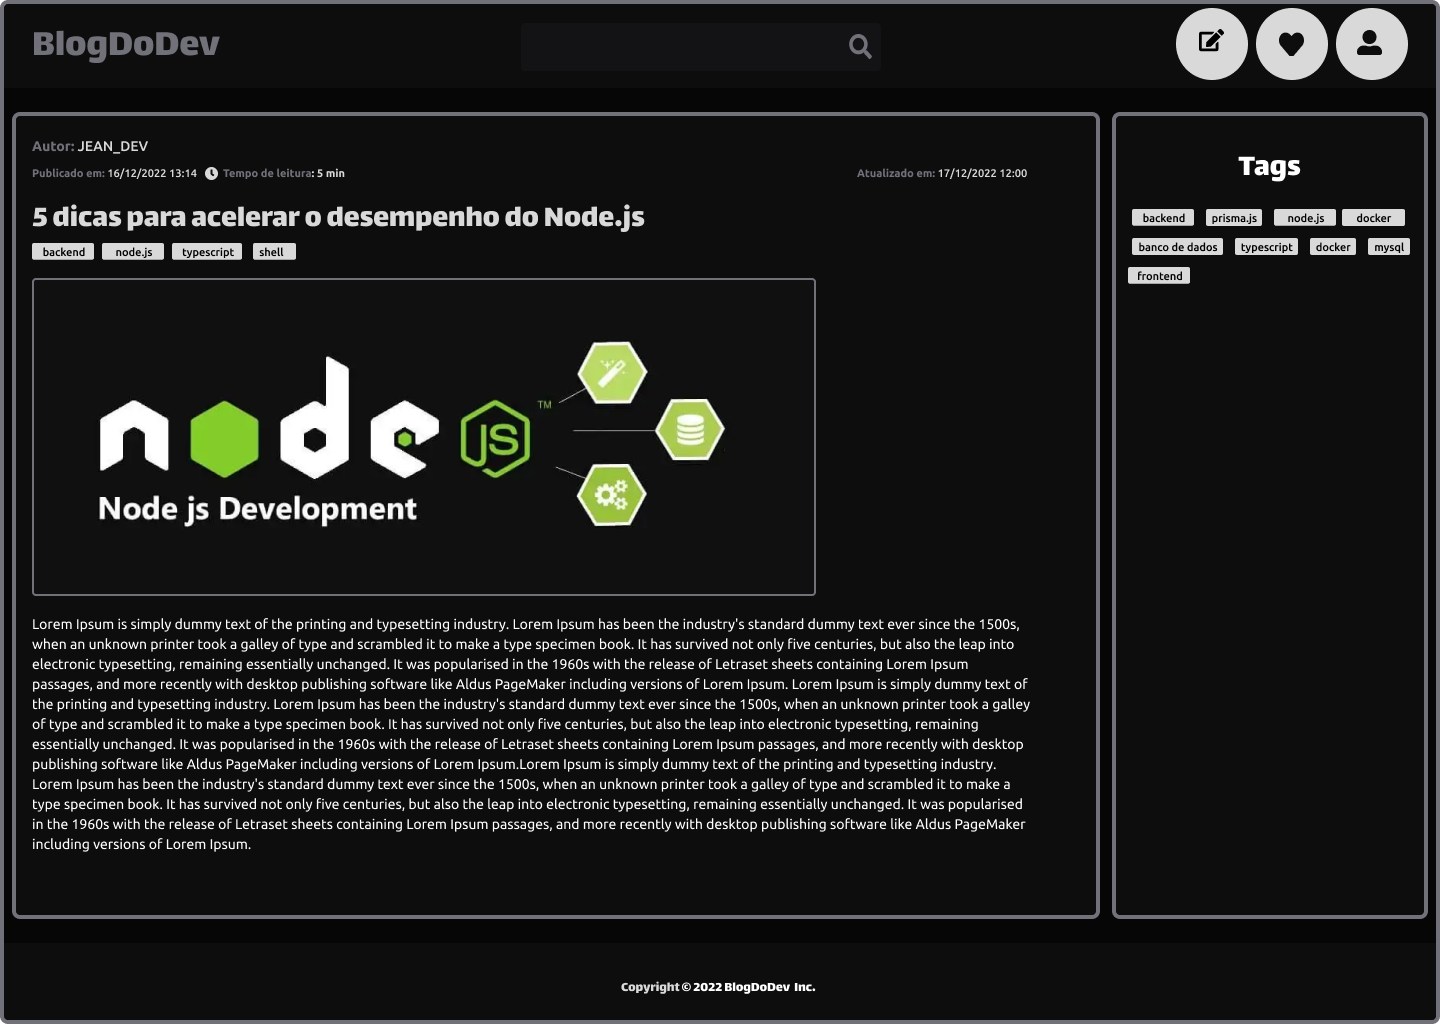 BlogDoDev
Autor: JEAN_DEV
Publicado em: 16/12/2022 13:14 Tempo de leitura: 5 min Atualizado em: 17/12/2022 12:00
5 dicas para acelerar o desempenho do Node.js
backend node.js typescript shell
node JS TM
Node js Development
Lorem Ipsum is simply dummy text of the printing and typesetting industry. Lorem Ipsum has been the industry's standard dummy text ever since the 1500s,
when an unknown printer took a galley of type and scrambled it to make a type specimen book. It has survived not only five centuries, but also the leap into
electronic typesetting, remaining essentially unchanged. It was popularised in the 1960s with the release of Letraset sheets containing Lorem Ipsum
passages, and more recently with desktop publishing software like Aldus PageMaker including versions of Lorem Ipsum. Lorem Ipsum is simply dummy text of
the printing and typesetting industry. Lorem Ipsum has been the industry's standard dummy text ever since the 1500s, when an unknown printer took a galley
of type and scrambled it to make a type specimen book. It has survived not only five centuries, but also the leap into electronic typesetting, remaining
essentially unchanged. It was popularised in the 1960s with the release of Letraset sheets containing Lorem Ipsum passages, and more recently with desktop
publishing software like Aldus PageMaker including versions of Lorem Ipsum.Lorem Ipsum is simply dummy text of the printing and typesetting industry.
Lorem Ipsum has been the industry's standard dummy text ever since the 1500s, when an unknown printer took a galley of type and scrambled it to make a
type specimen book. It has survived not only five centuries, but also the leap into electronic typesetting, remaining essentially unchanged. It was popularised
in the 1960s with the release of Letraset sheets containing Lorem Ipsum passages, and more recently with desktop publishing software like Aldus PageMaker
including versions of Lorem Ipsum.
Tags
backend prisma.js node.js docker
banco de dados typescript docker mysql
frontend
Copyright © 2022 BlogDoDev Inc.